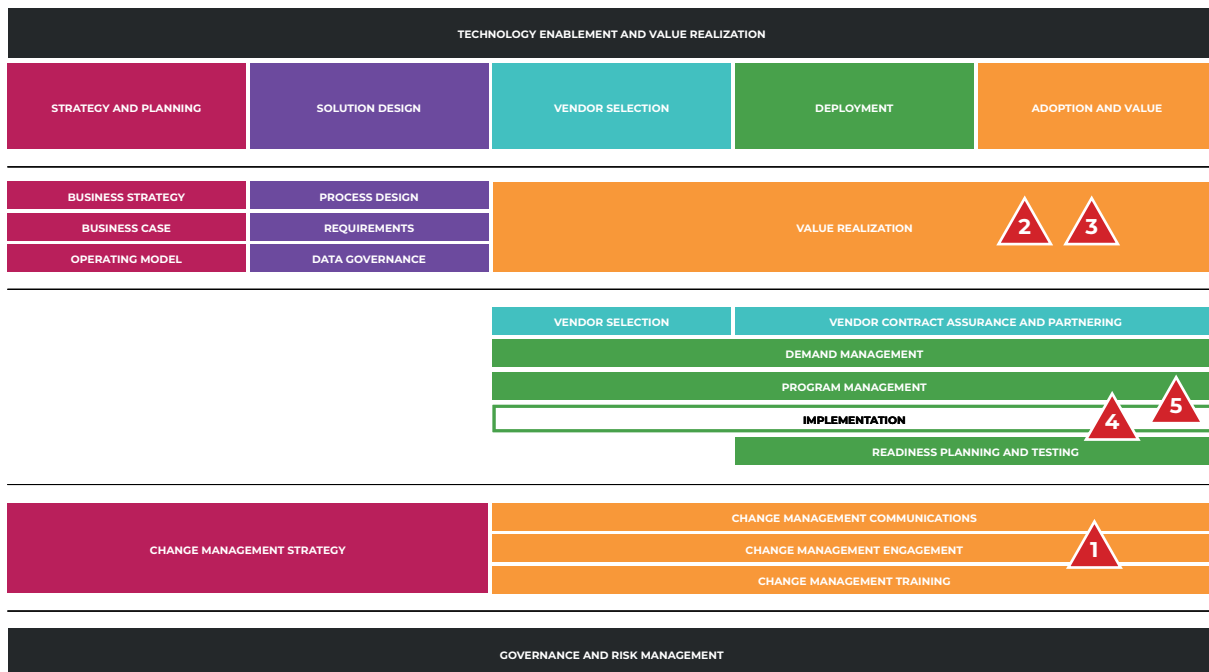 TECHNOLOGY ENABLEMENT AND VALUE REALIZATION
STRATEGY AND PLANNING
SOLUTION DESIGN
VENDOR SELECTION
DEPLOYMENT
ADOPTION AND VALUE
BUSINESS STRATEGY
BUSINESS CASE
OPERATING MODEL
PROCESS DESIGN
REQUIREMENTS
DATA GOVERNANCE
VALUE REALIZATION
2
3
VENDOR SELECTION
VENDOR CONTRACT ASSURANCE AND PARTNERING
DEMAND MANAGEMENT
PROGRAM MANAGEMENT
IMPLEMENTATION
4
5
READINESS PLANNING AND TESTING
CHANGE MANAGEMENT STRATEGY
CHANGE MANAGEMENT COMMUNICATIONS
CHANGE MANAGEMENT ENGAGEMENT
1
CHANGE MANAGEMENT TRAINING
GOVERNANCE AND RISK MANAGEMENT